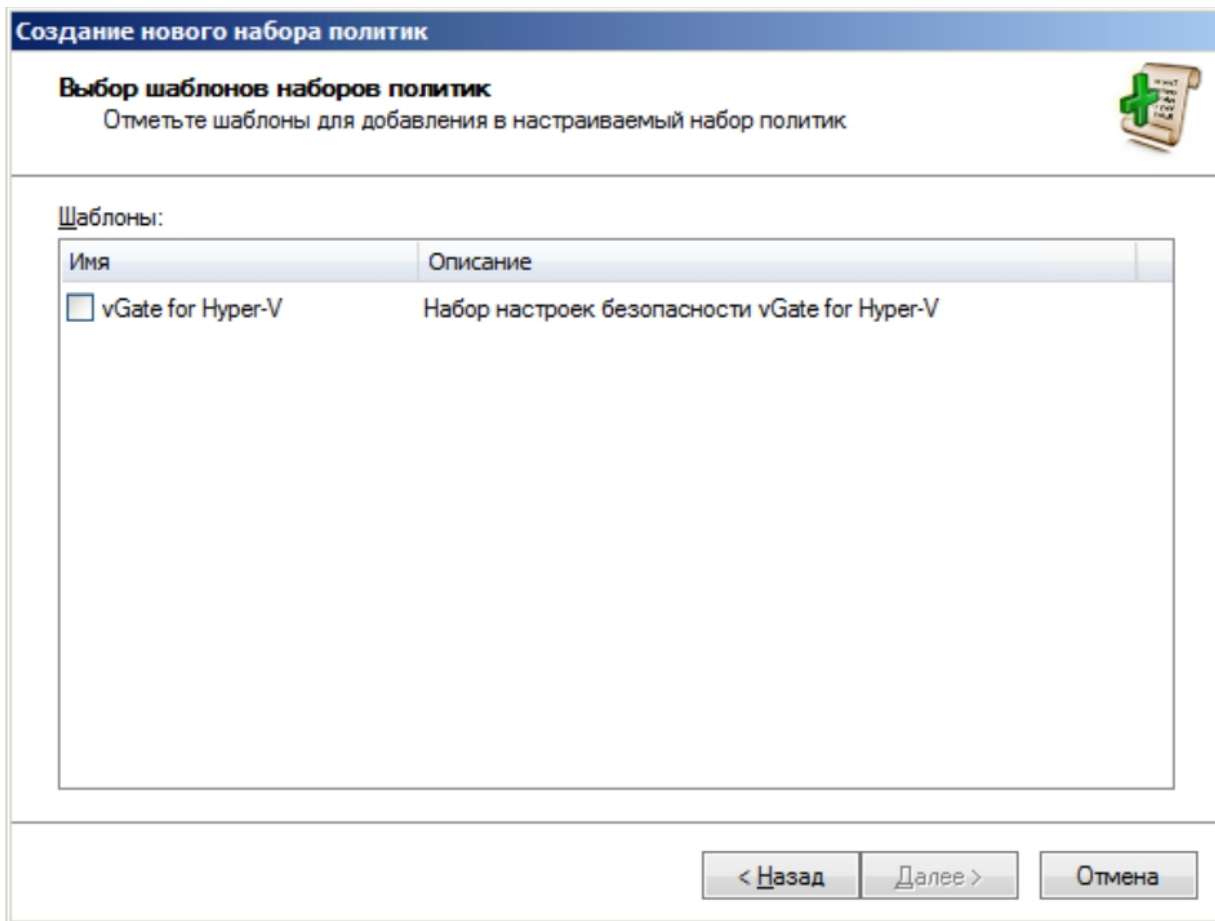 Создание нового набора политик
Выбор шаблонов наборов политик
Отметьте шаблоны для добавления в настраиваемый набор политик
Шаблоны:
Имя Описание
vGate for Hyper-V Набор настроек безопасности vGate for Hyper-V
< Назад Далее > Отмена